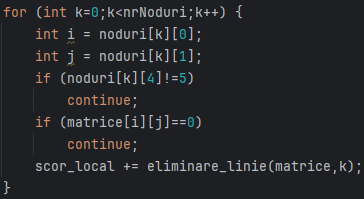 for (int k=0;k<nrNoduri;k++) {
int i = noduri[k][0];
int j = noduri[k][1];
if (noduri[k][4]!=5)
continue;
if (matrice[i][j]==0)
continue;
scor_local += eliminare_linie(matrice,k);
}